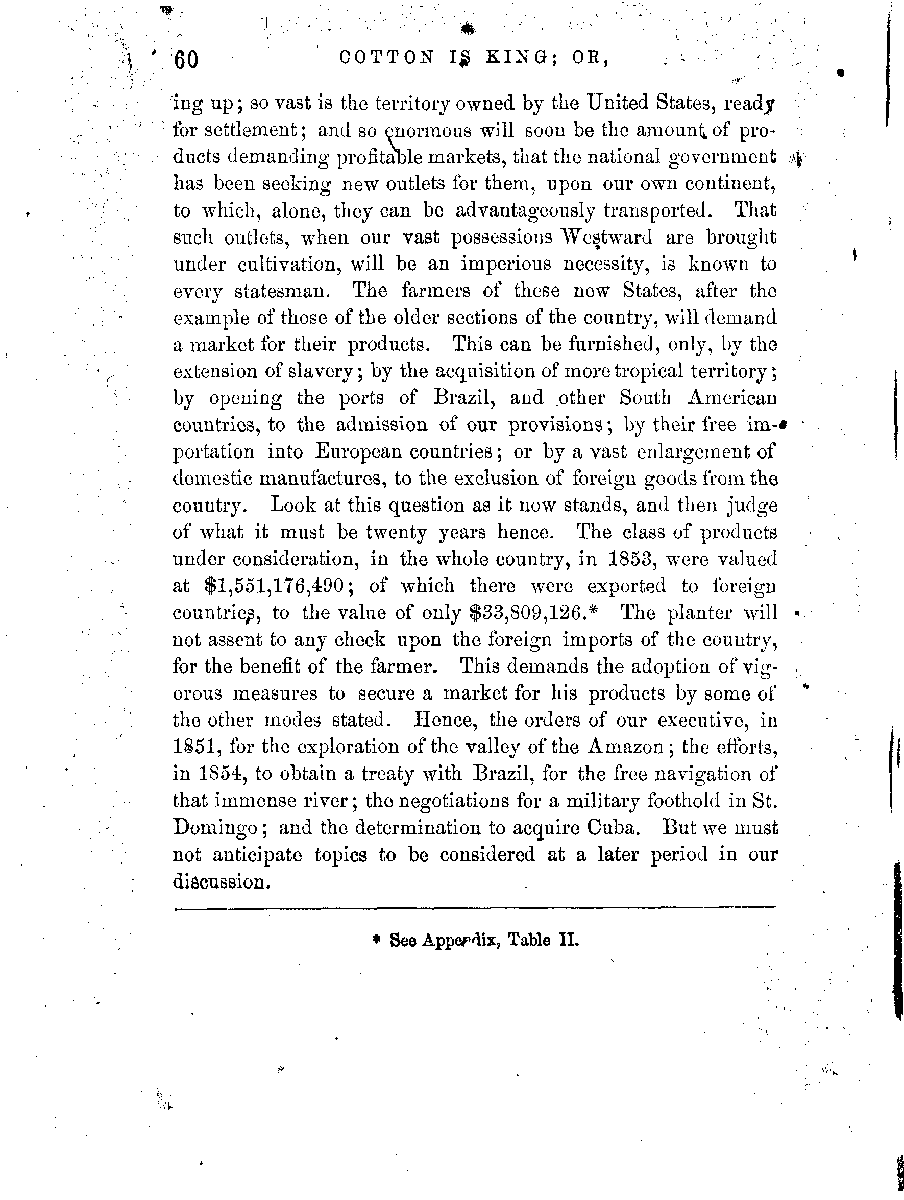 60 COTTON IS KING; OR,
ing up; so vast is the territory owned by the United States, ready
for settlement; and so enormous will soon be the amount of pro-
ducts demanding profitable markets, that the national government
has been seeking new outlets for them, upon our own continent,
to which, alone, they can be advantageously transported. That
such outlets, when our vast possessions Westward are brought
under cultivation, will be an imperious necessity, is known to
every statesman. The farmers of these new States, after the
example of those of the older sections of the country, will demand
a market for their products. This can be furnished, only, by the
extension of slavery; by the acquisition of more tropical territory;
by opening the ports of Brazil, and other South American
countries, to the admission of our provisions; by their free im-
portation into European countries; or by a vast enlargement of
domestic manufactures, to the exclusion of foreign goods from the
country. Look at this question as it now stands, and then judge
of what it must be twenty years hence. The class of products
under consideration, in the whole country, in 1853, were valued
at $1,551,176,490; of which there were exported to foreign
countries, to the value of only $33,809,126.* The planter will
not assent to any check upon the foreign imports of the country,
for the benefit of the farmer. This demands the adoption of vig-
orous measures to secure a market for his products by some of
the other modes stated. Hence, the orders of our executive, in
1851, for the exploration of the valley of the Amazon; the efforts,
in 1854, to obtain a treaty with Brazil, for the free navigation of
that immense river; the negotiations for a military foothold in St.
Domingo; and the determination to acquire Cuba. But we must
not anticipate topics to be considered at a later period in our
discussion.
* See Appendix, Table II.